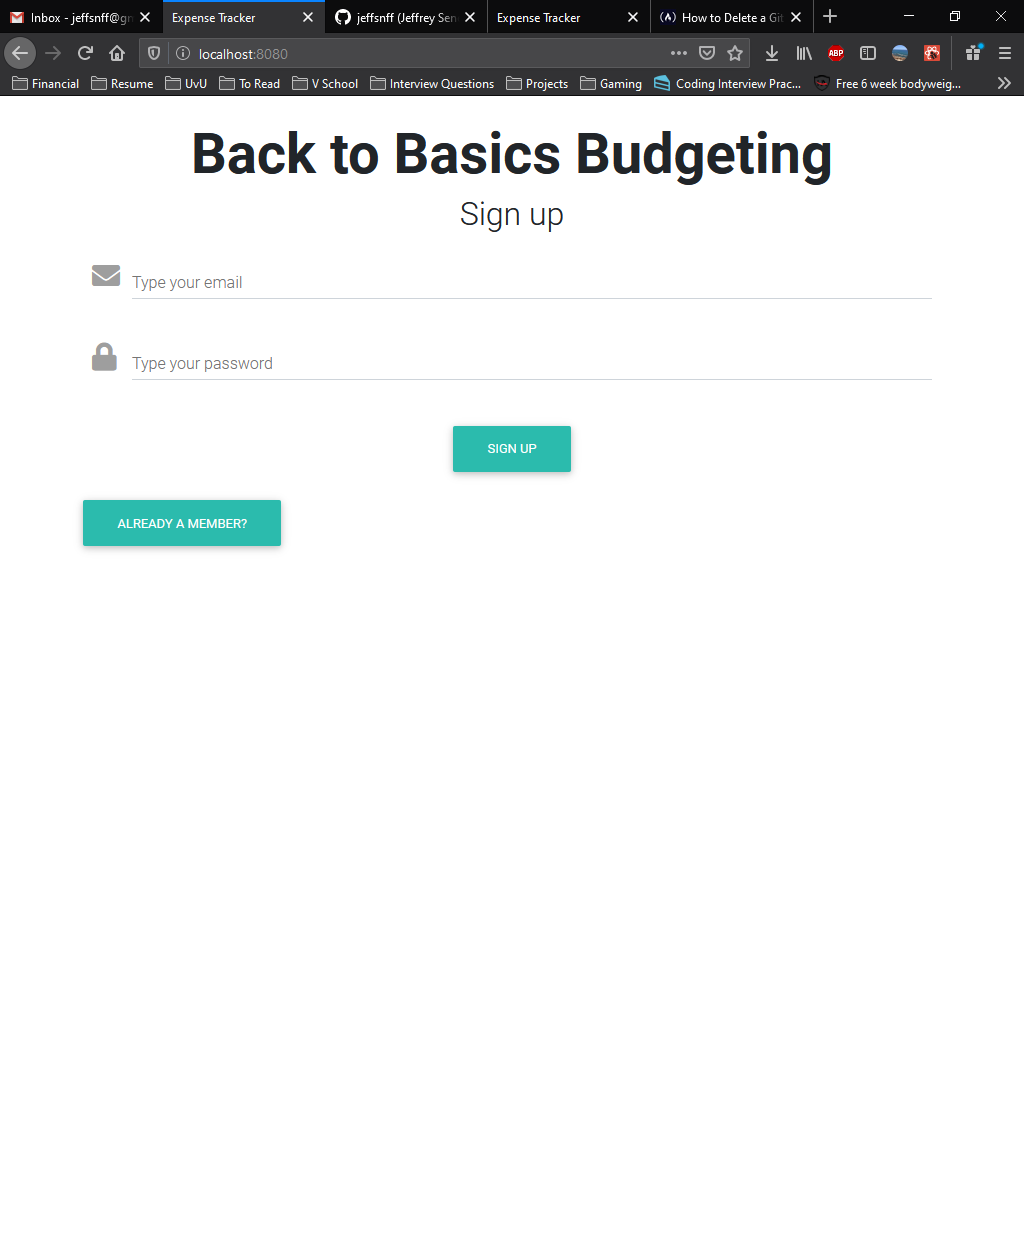 Inbox - jeffsnff@gm Expense Tracker jeffsnff (Jeffrey Sen Expense Tracker How to Delete a Git
localhost:8080 ABP
Financial Resume UvU To Read V School Interview Questions Projects Gaming Coding Interview Prac... Free 6 week bodyweig...
Back to Basics Budgeting
Sign up
Type your email
Type your password
SIGN UP
ALREADY A MEMBER?